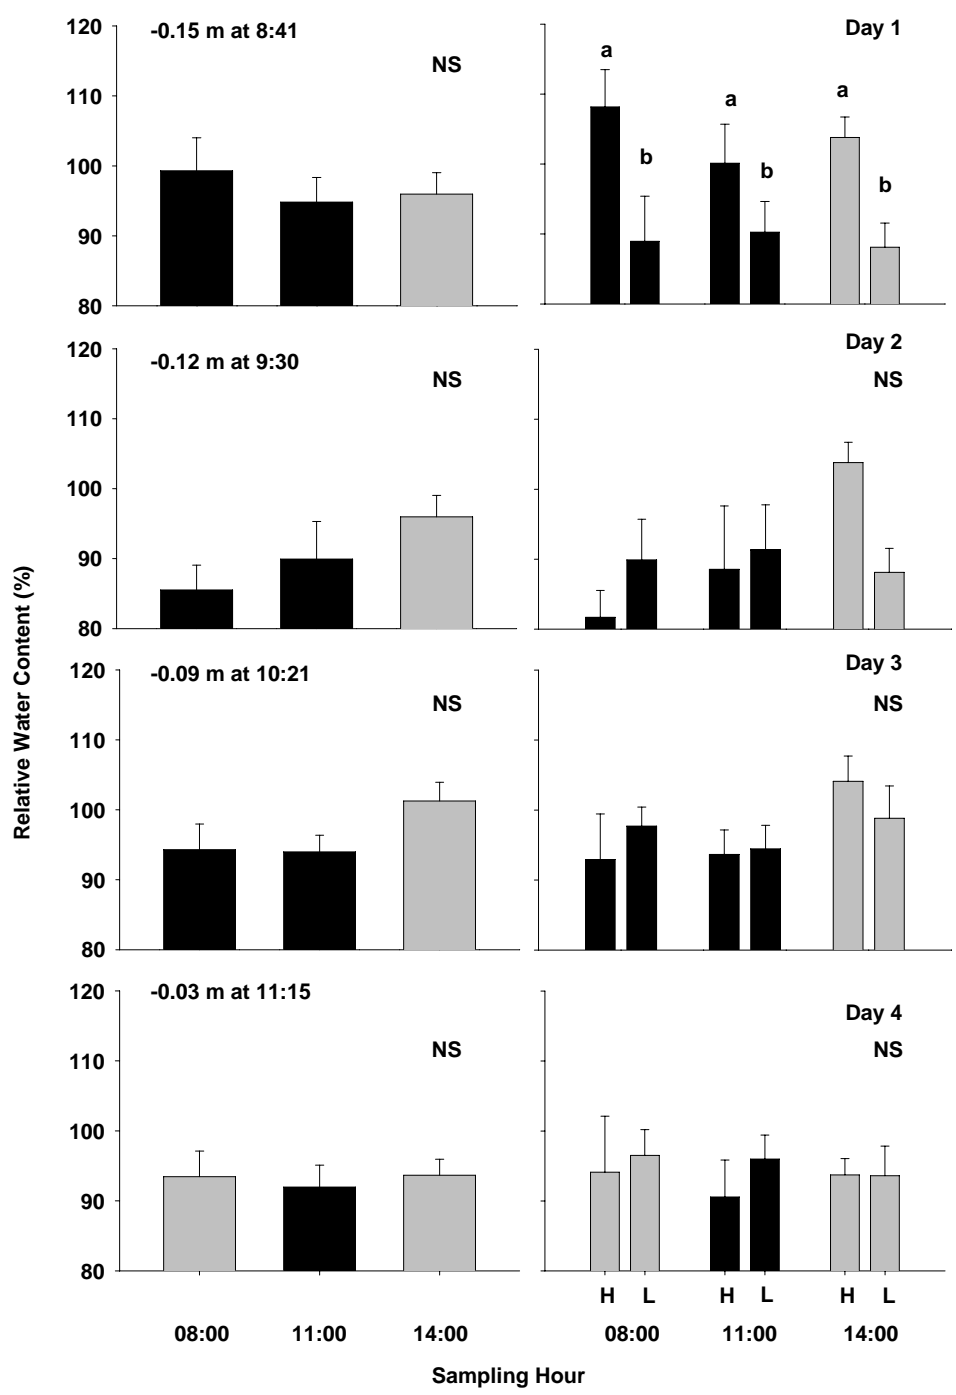 120
-0.15 m at 8:41
Day 1
NS
a
a
a
110
b
b
b
100
90
80
120
-0.12 m at 9:30
Day 2
NS
NS
110
100
90
80
120
-0.09 m at 10:21
Day 3
NS
NS
110
100
90
80
120
-0.03 m at 11:15
Day 4
NS
NS
110
100
90
80
Relative Water Content (%)
H L H L H L
08:00 11:00 14:00 08:00 11:00 14:00
Sampling Hour